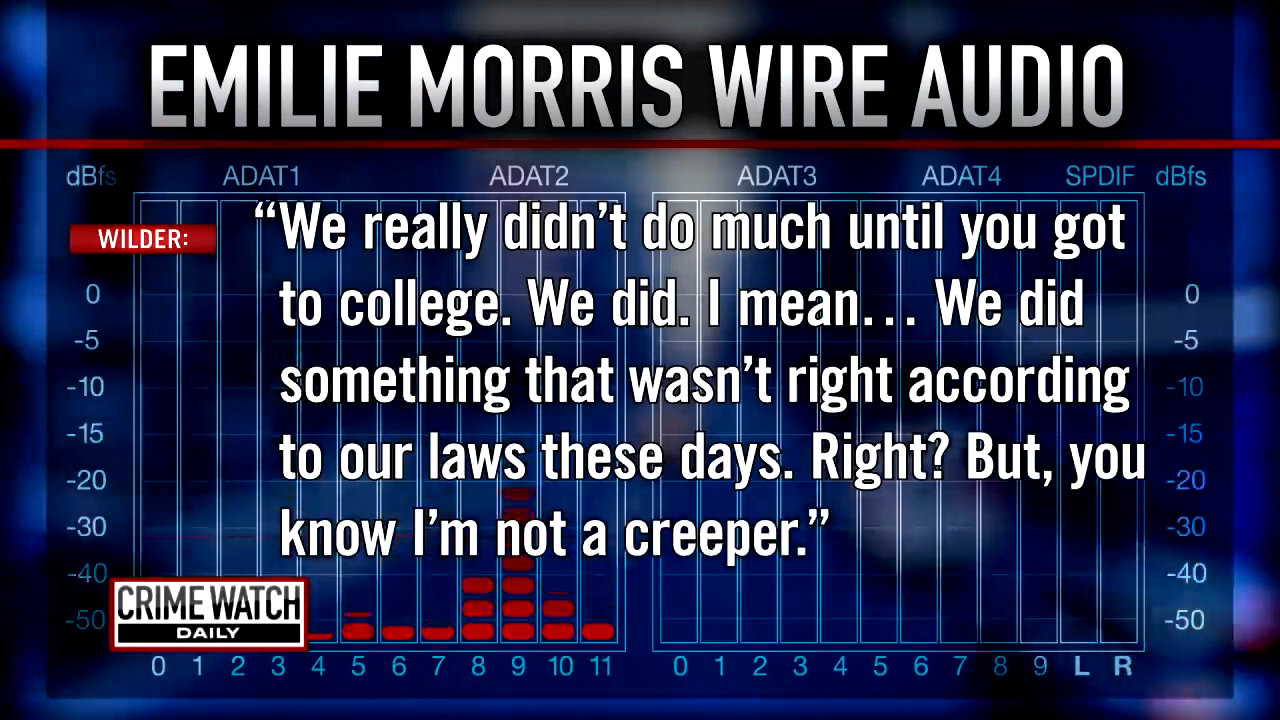 EMILIE MORRIS WIRE AUDIO
dBfs ADAT1 ADAT2 ADAT3 ADAT4 SPDIF dBfs
WILDER: “We really didn’t do much until you got
to college. We did. I mean... We did
something that wasn’t right according
to our laws these days. Right? But, you
know I’m not a creeper.”
0 0
-5 -5
-10 -10
-15 -15
-20 -20
-30 -30
-40 -40
-50 -50
CRIME WATCH
DAILY
0 1 2 3 4 5 6 7 8 9 10 11 0 1 2 3 4 5 6 7 8 9 L R